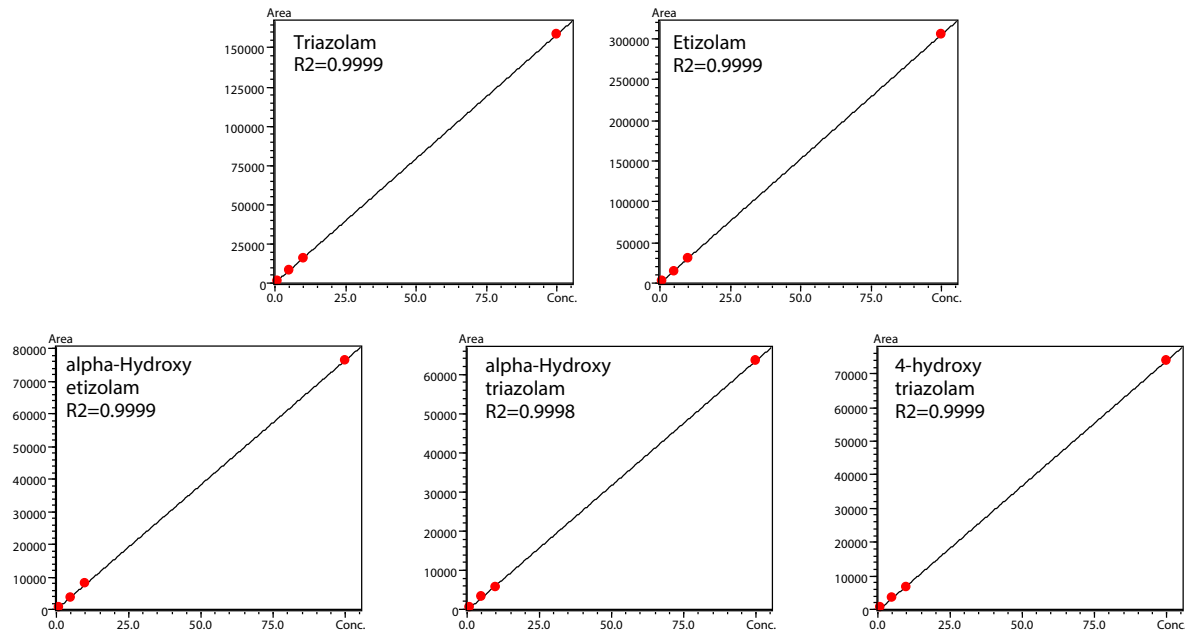 Area
Triazolam
R2=0.9999
150000
125000
100000
75000
50000
25000
0
0.0 25.0 50.0 75.0 Conc.
Area
Etizolam
R2=0.9999
300000
250000
200000
150000
100000
50000
0
0.0 25.0 50.0 75.0 Conc.
Area
alpha-Hydroxy
etizolam
R2=0.9999
80000
70000
60000
50000
40000
30000
20000
10000
0
0.0 25.0 50.0 75.0 Conc.
Area
alpha-Hydroxy
triazolam
R2=0.9998
60000
50000
40000
30000
20000
10000
0
0.0 25.0 50.0 75.0 Conc.
Area
4-hydroxy
triazolam
R2=0.9999
70000
60000
50000
40000
30000
20000
10000
0
0.0 25.0 50.0 75.0 Conc.